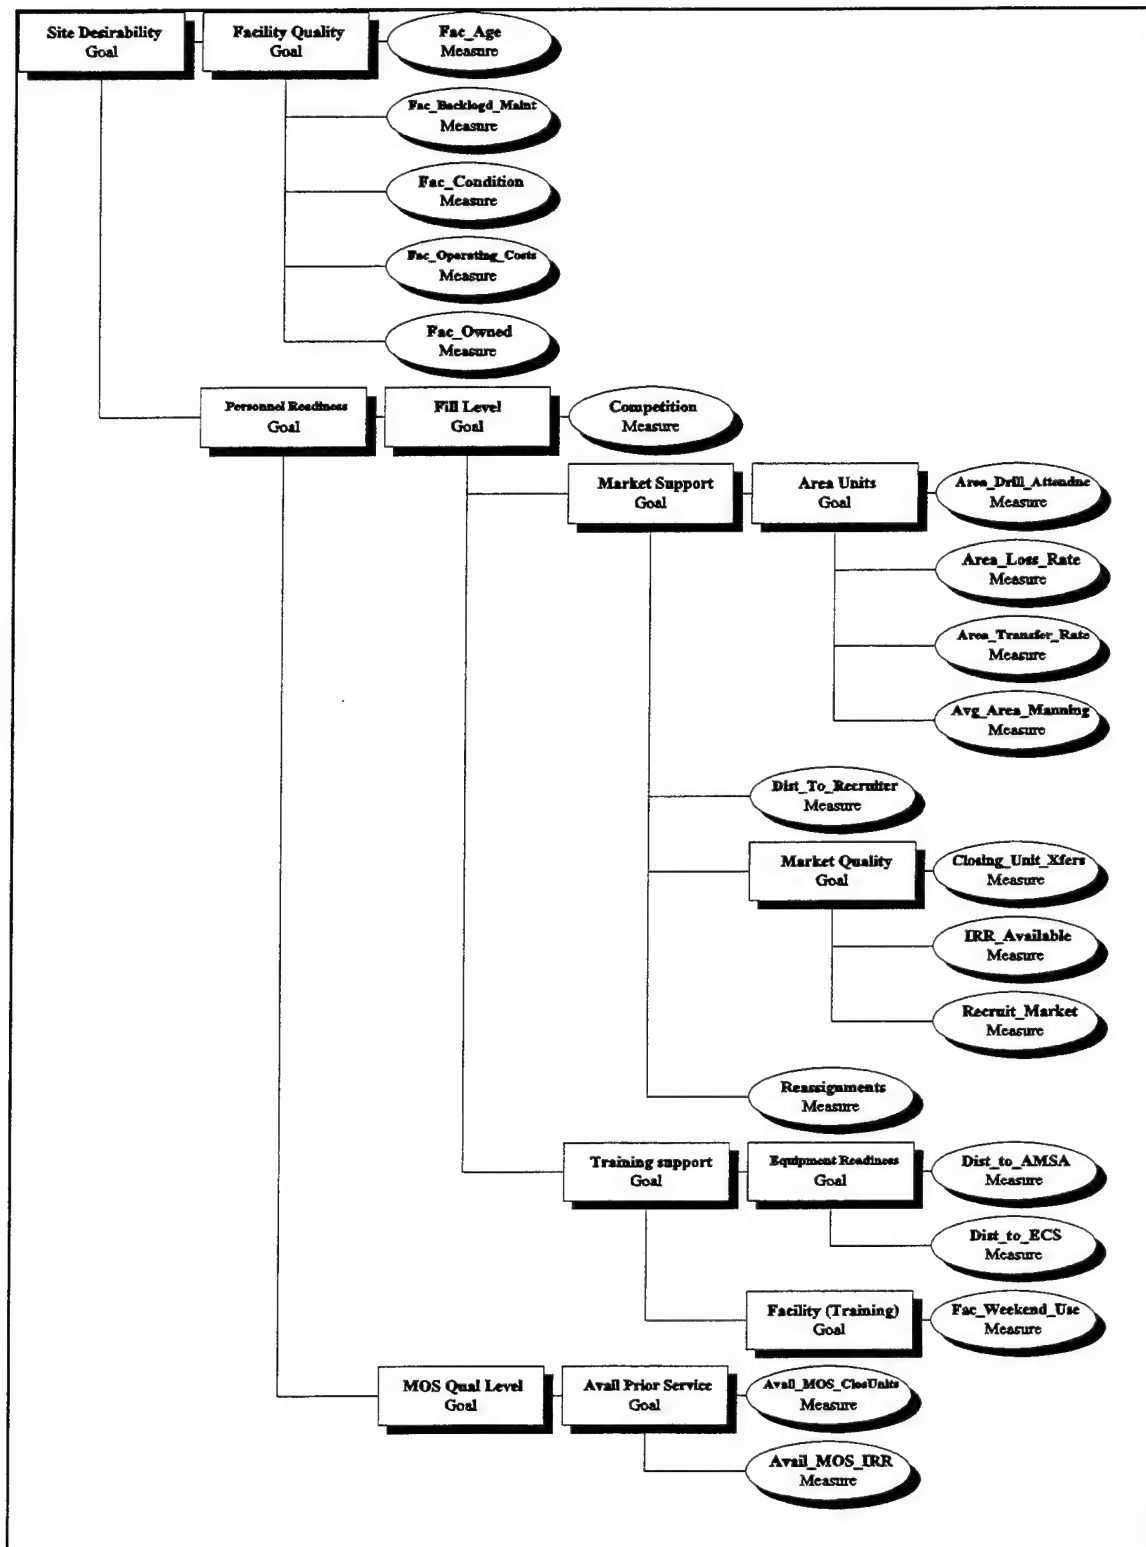 Site Desirability
Goal
Facility Quality
Goal
Fac_Age
Measure
Fac_Backlogd_Maint
Measure
Fac_Condition
Measure
Fac_Operating_Costs
Measure
Fac_Owned
Measure
Personnel Readiness
Goal
Fill Level
Goal
Competition
Measure
Market Support
Goal
Area Units
Goal
Area_Drill_Attendnc
Measure
Area_Loss_Rate
Measure
Area_Transfer_Rate
Measure
Avg_Area_Manning
Measure
Dist_To_Recruiter
Measure
Market Quality
Goal
Closing_Unit_Xfers
Measure
IRR_Available
Measure
Recruit_Market
Measure
Reassignments
Measure
Training support
Goal
Equipment Readiness
Goal
Dist_to_AMSA
Measure
Dist_to_ECS
Measure
Facility (Training)
Goal
Fac_Weekend_Use
Measure
MOS Qual Level
Goal
Avail Prior Service
Goal
Avail_MOS_ClosUnits
Measure
Avail_MOS_IRR
Measure